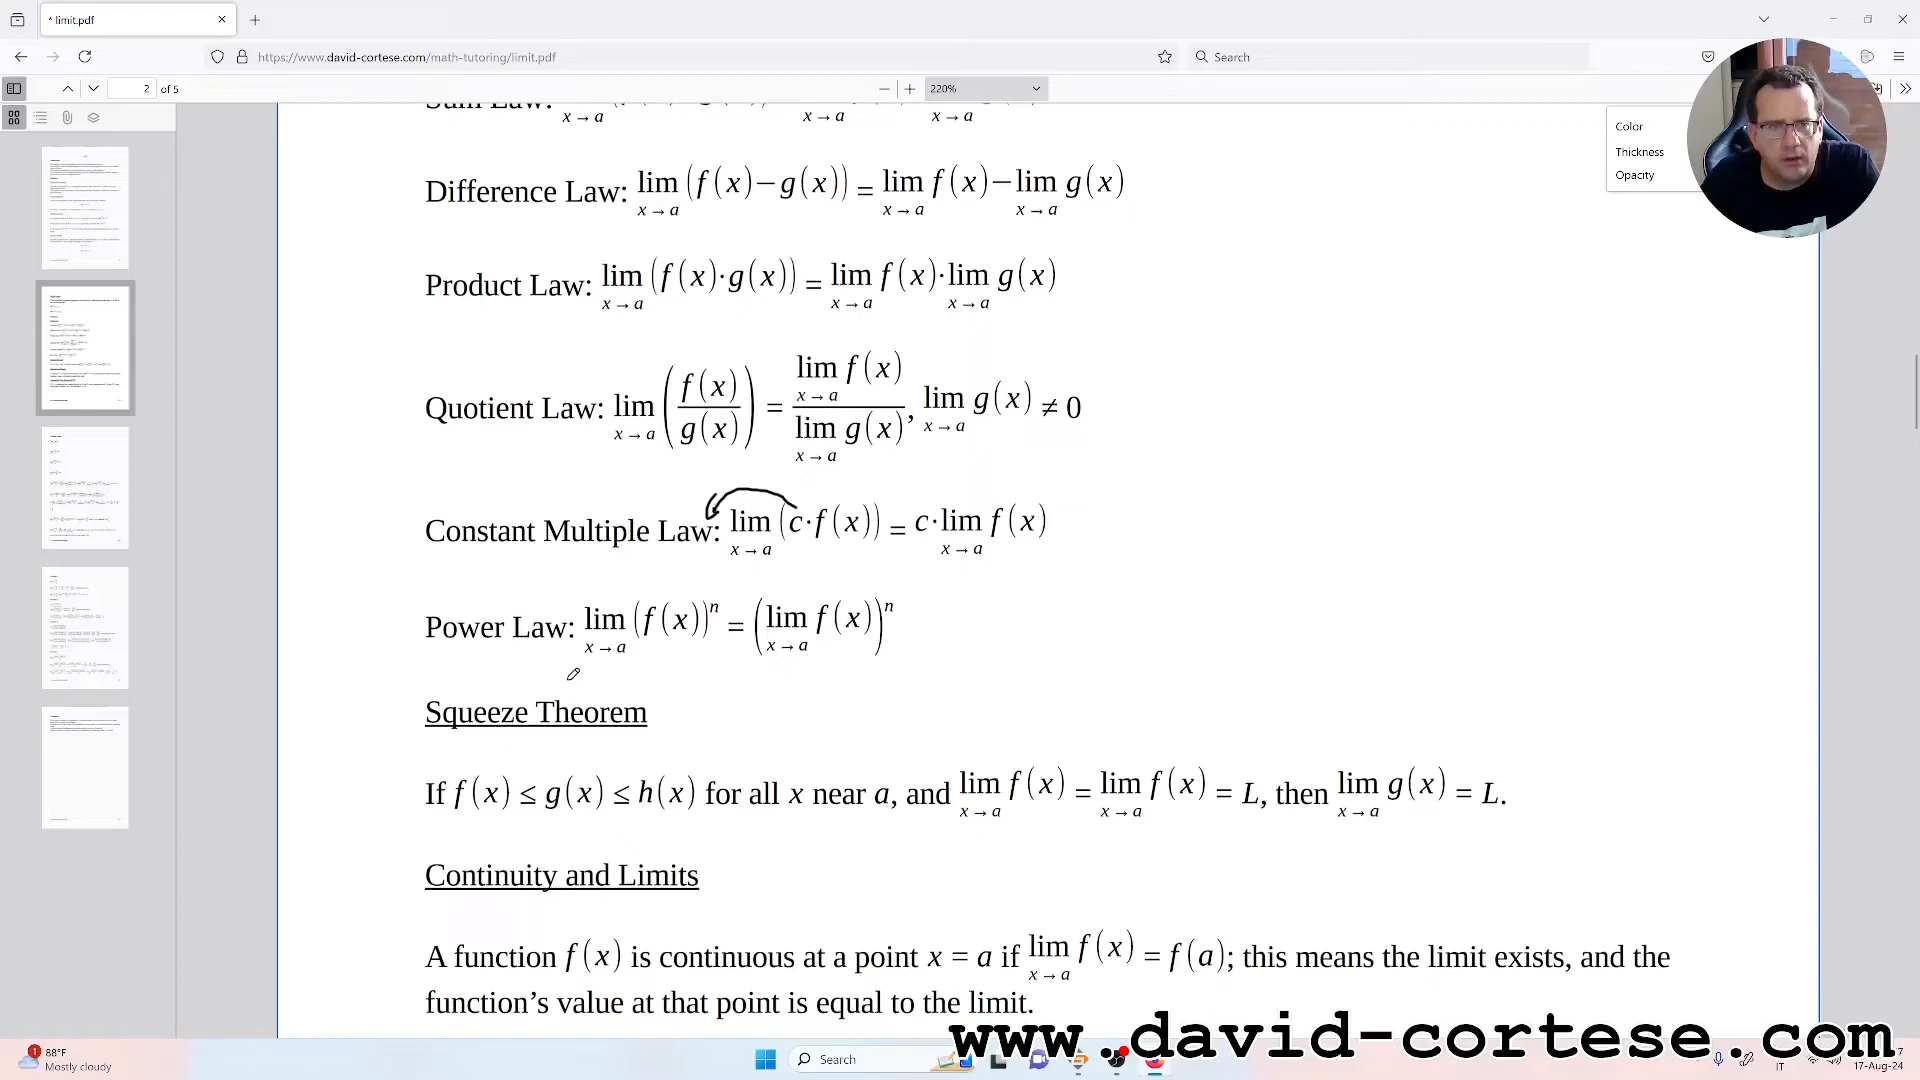 * limit.pdf
https://www.david-cortese.com/math-tutoring/limit.pdf
Search
2 of 5
220%
Color
Thickness
Opacity
Sum Law:
x → a x → a x → a
Difference Law: lim x → a (f(x) − g(x)) = lim x → a f(x) − lim x → a g(x)
Product Law: lim x → a (f(x)·g(x)) = lim x → a f(x)·lim x → a g(x)
Quotient Law: lim x → a (f(x)/g(x)) = lim x → a f(x) / lim x → a g(x), lim x → a g(x) ≠ 0
Constant Multiple Law: lim x → a (c·f(x)) = c·lim x → a f(x)
Power Law: lim x → a (f(x))ⁿ = (lim x → a f(x))ⁿ
Squeeze Theorem
If f(x) ≤ g(x) ≤ h(x) for all x near a, and lim x → a f(x) = lim x → a f(x) = L, then lim x → a g(x) = L.
Continuity and Limits
A function f(x) is continuous at a point x = a if lim x → a f(x) = f(a); this means the limit exists, and the
function’s value at that point is equal to the limit.
www.david-cortese.com
1
88°F
Mostly cloudy
Search
IT
17-Aug-24